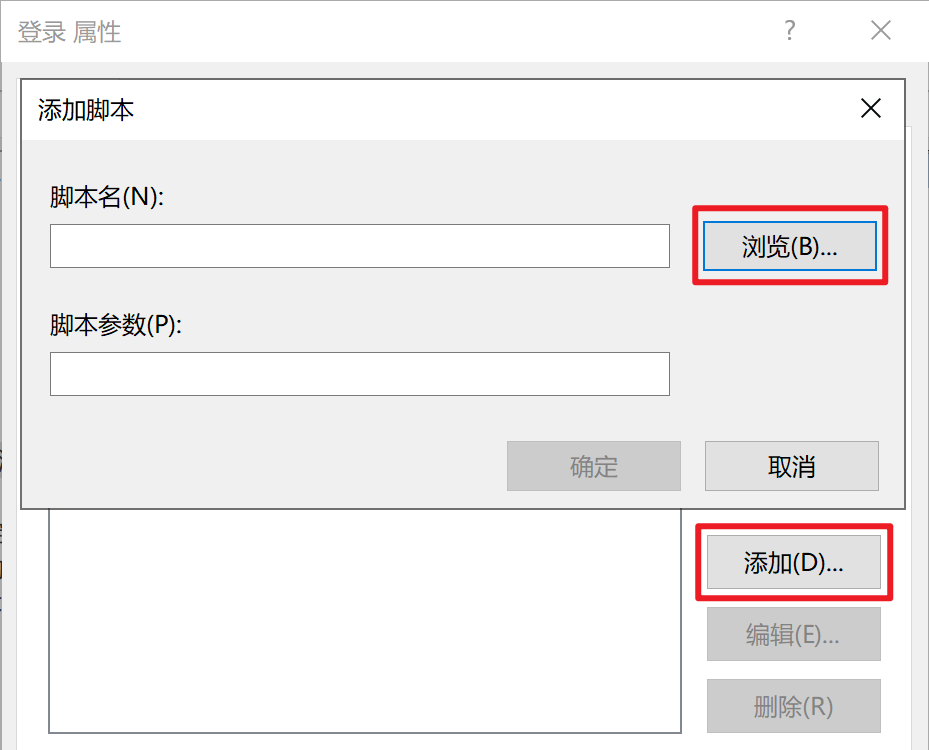 登录 属性
添加脚本
脚本名(N):
浏览(B)...
脚本参数(P):
确定
取消
添加(D)...
编辑(E)...
删除(R)